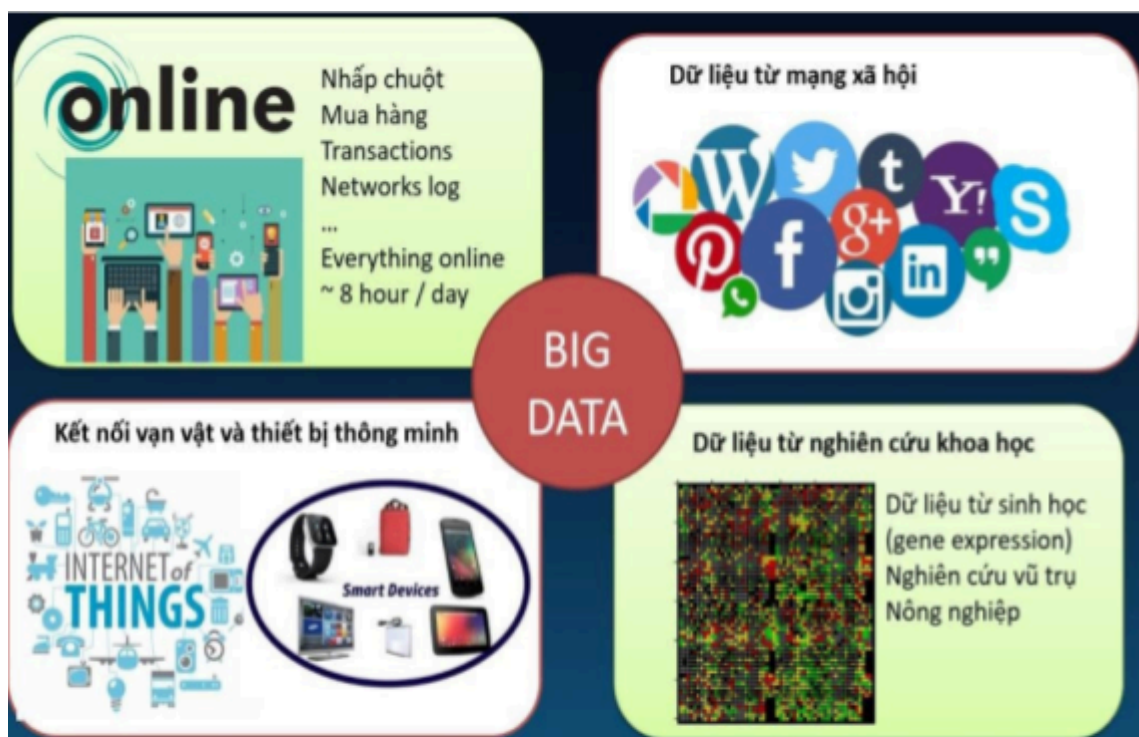 online
Nhấp chuột
Mua hàng
Transactions
Networks log
...
Everything online
~ 8 hour / day
Dữ liệu từ mạng xã hội
W
t
Y!
S
P
f
g+
in
BIG
DATA
Kết nối vạn vật và thiết bị thông minh
INTERNET of
THINGS
Smart Devices
Dữ liệu từ nghiên cứu khoa học
Dữ liệu từ sinh học
(gene expression)
Nghiên cứu vũ trụ
Nông nghiệp